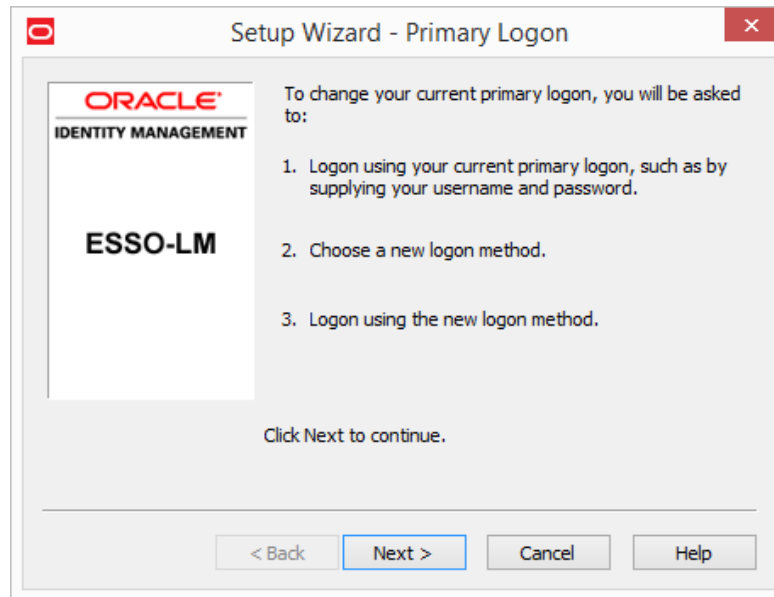 Setup Wizard - Primary Logon
ORACLE
IDENTITY MANAGEMENT
ESSO-LM
To change your current primary logon, you will be asked
to:
1. Logon using your current primary logon, such as by
supplying your username and password.
2. Choose a new logon method.
3. Logon using the new logon method.
Click Next to continue.
< Back
Next >
Cancel
Help